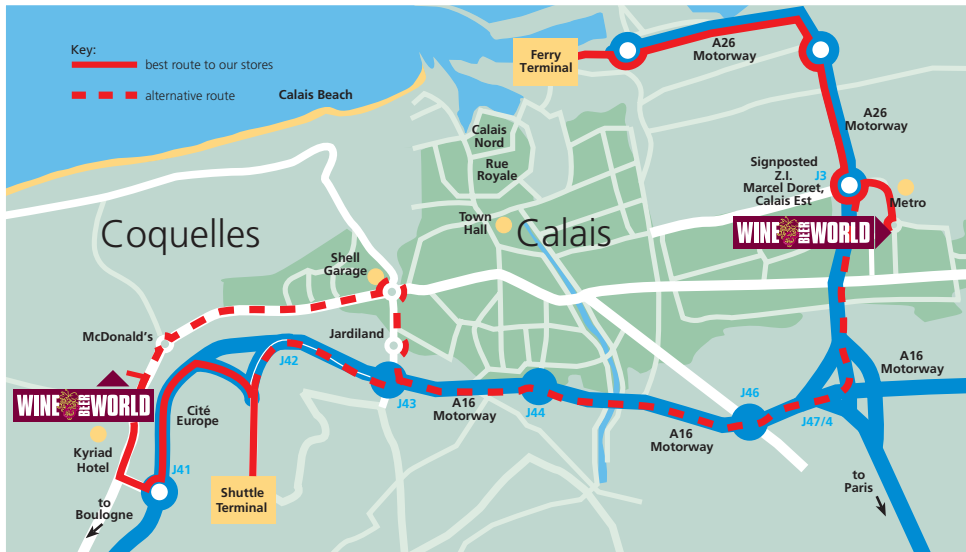 Key:
best route to our stores
alternative route
Calais Beach
Ferry
Terminal
A26
Motorway
A26
Motorway
Calais
Nord
Rue
Royale
Signposted
Z.I.
Marcel Doret,
Calais Est
J3
Metro
WINE BEER WORLD
Town
Hall
Calais
Coquelles
Shell
Garage
McDonald's
Jardiland
J42
WINE BEER WORLD
Cité
Europe
J43
A16
Motorway
J44
J46
A16
Motorway
A16
Motorway
J47/4
Kyriad
Hotel
J41
Shuttle
Terminal
to
Boulogne
to
Paris